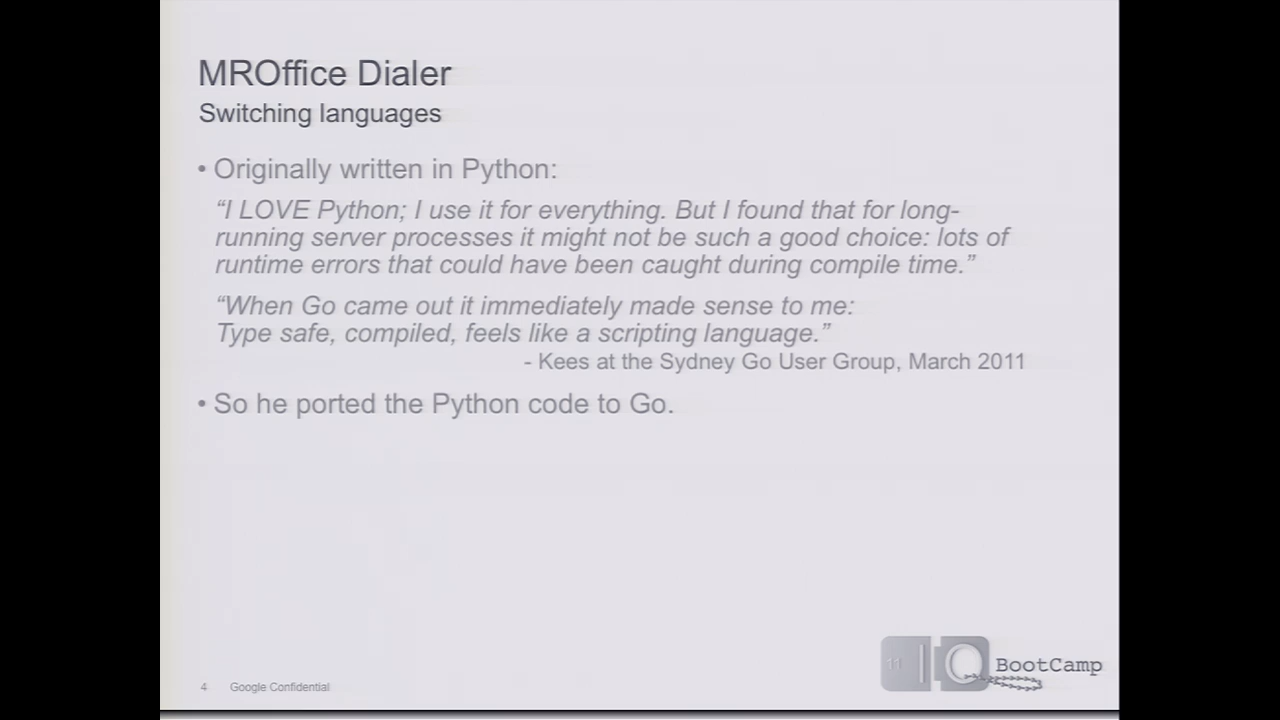 MROffice Dialer
Switching languages
• Originally written in Python:
“I LOVE Python; I use it for everything. But I found that for long-
running server processes it might not be such a good choice: lots of
runtime errors that could have been caught during compile time.”
“When Go came out it immediately made sense to me:
Type safe, compiled, feels like a scripting language.”
- Kees at the Sydney Go User Group, March 2011
• So he ported the Python code to Go.
11 IO BootCamp
4 Google Confidential